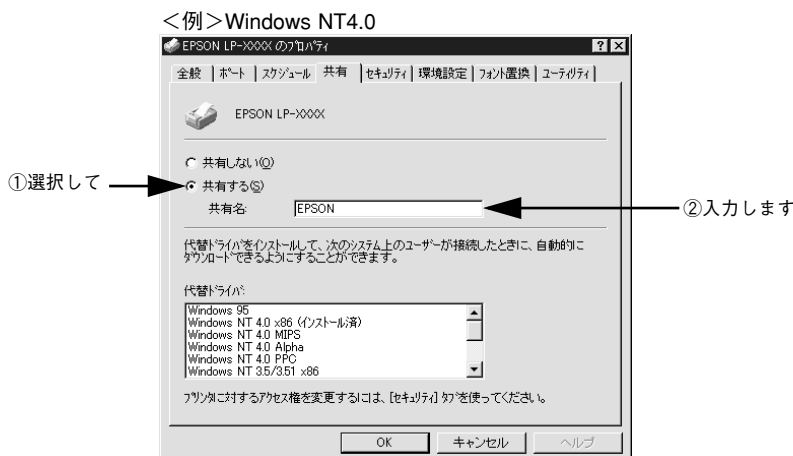 ＜例＞Windows NT4.0
EPSON LP-XXXX のﾌﾟﾛﾊﾟﾃｨ
全般 ﾎﾟｰﾄ ｽｹｼﾞｭｰﾙ 共有 ｾｷｭﾘﾃｨ 環境設定 ﾌｫﾝﾄ置換 ﾕｰﾃｨﾘﾃｨ
EPSON LP-XXXX
共有しない(O)
①選択して
共有する(S)
共有名: EPSON
②入力します
代替ﾄﾞﾗｲﾊﾞをｲﾝｽﾄｰﾙして、次のｼｽﾃﾑ上のﾕｰｻﾞｰが接続したときに、自動的に
ﾀﾞｳﾝﾛｰﾄﾞできるようにすることができます。
代替ﾄﾞﾗｲﾊﾞ:
Windows 95
Windows NT 4.0 x86 (ｲﾝｽﾄｰﾙ済)
Windows NT 4.0 MIPS
Windows NT 4.0 Alpha
Windows NT 4.0 PPC
Windows NT 3.5/3.51 x86
ﾌﾟﾘﾝﾀに対するｱｸｾｽ権を変更するには、[ｾｷｭﾘﾃｨ] ﾀﾌﾞを使ってください。
OK キャンセル ヘルプ